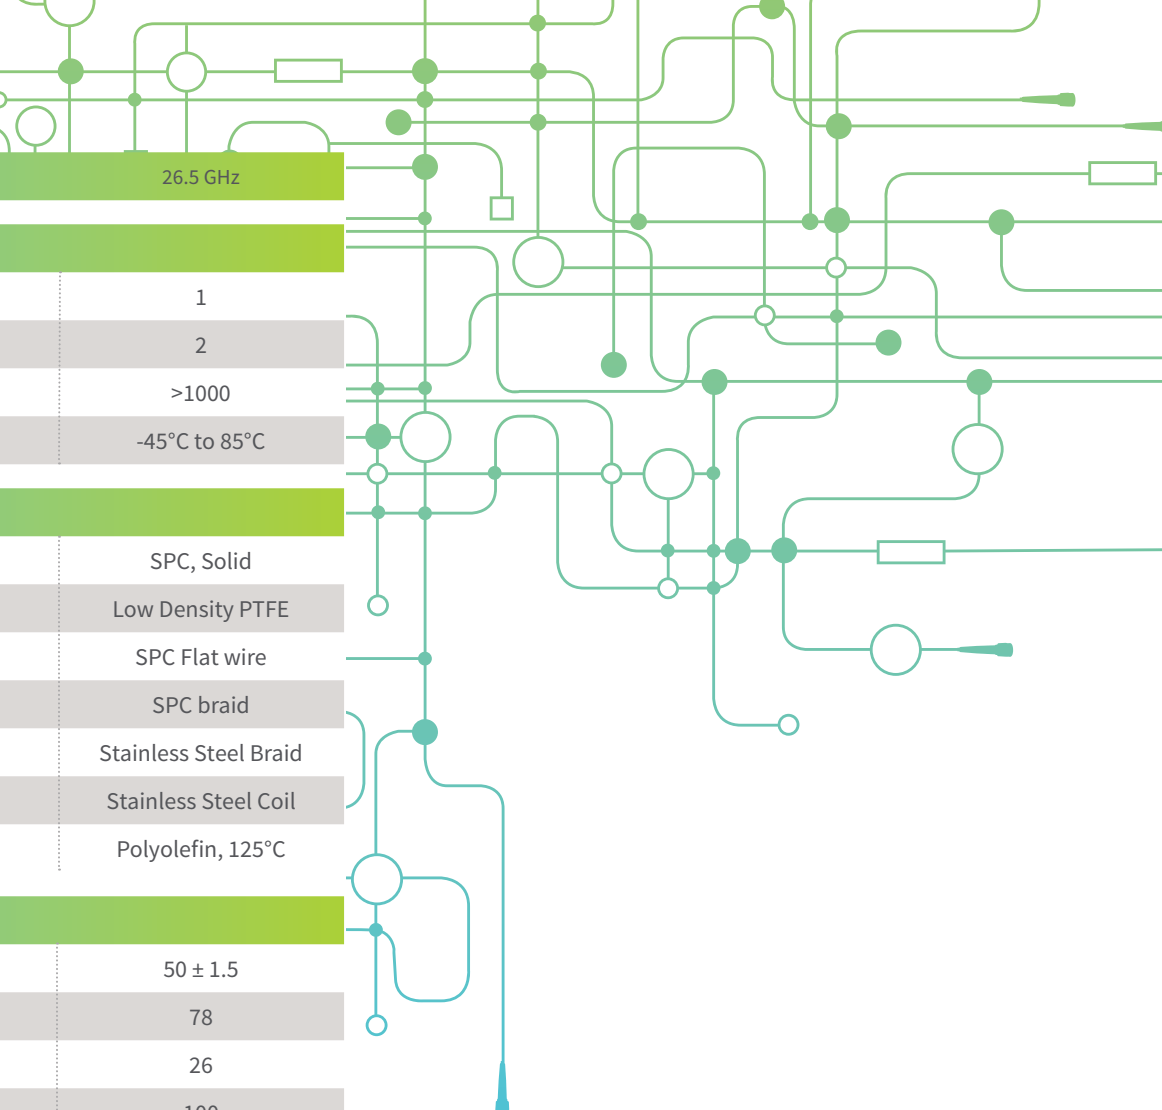 26.5 GHz
1
2
>1000
-45°C to 85°C
SPC, Solid
Low Density PTFE
SPC Flat wire
SPC braid
Stainless Steel Braid
Stainless Steel Coil
Polyolefin, 125°C
50 ± 1.5
78
26